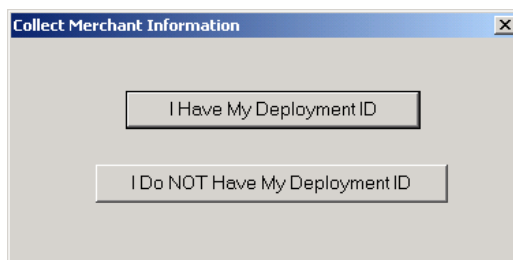 Collect Merchant Information
I Have My Deployment ID
I Do NOT Have My Deployment ID